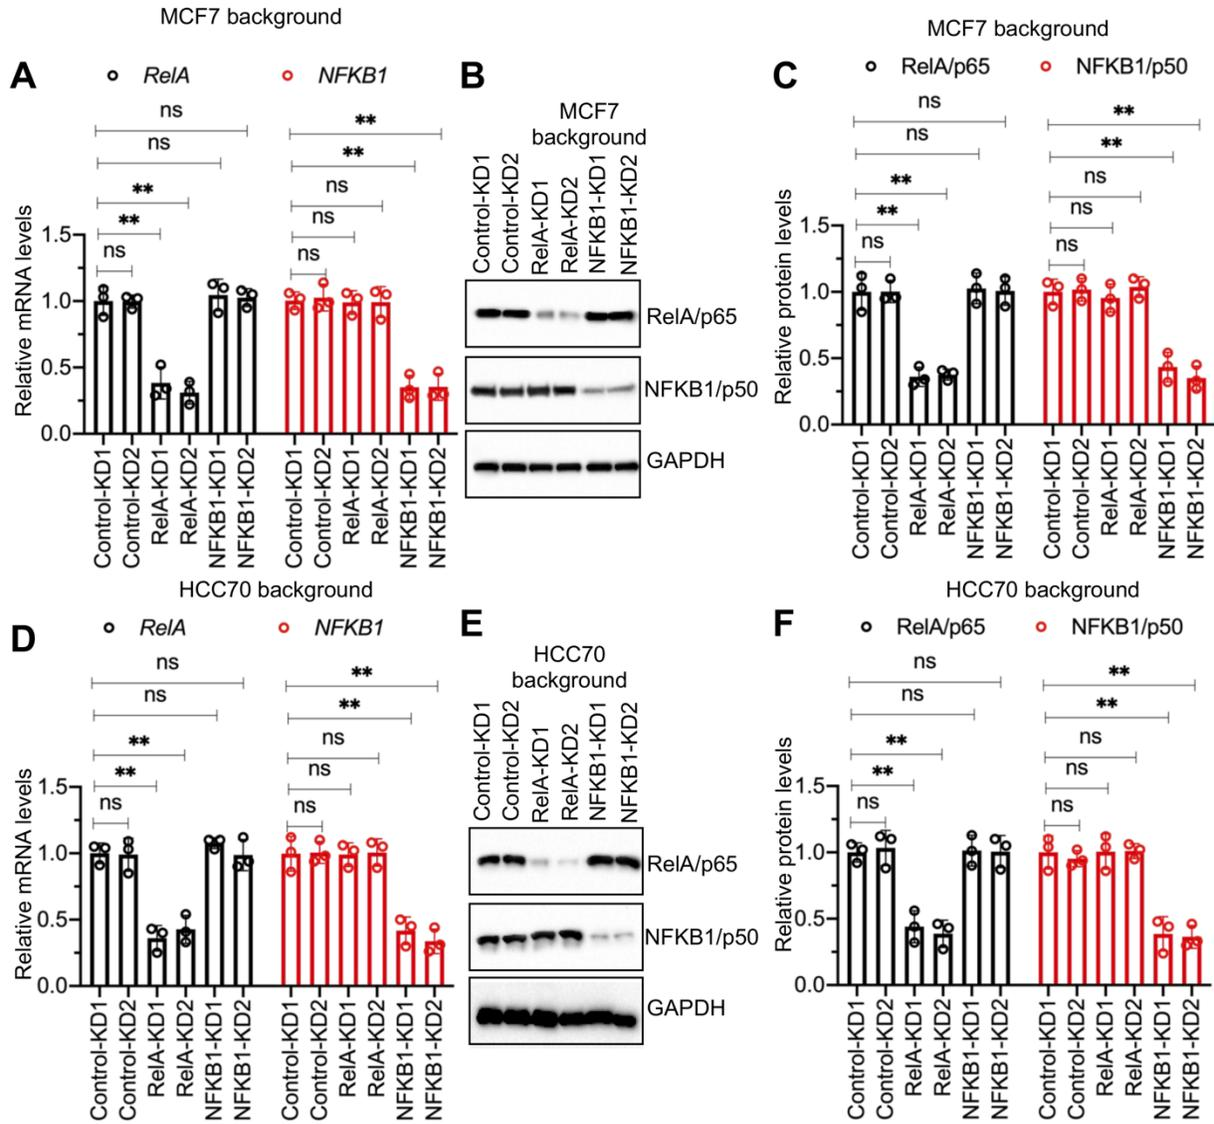 MCF7 background
A
RelA NFKB1
ns
**
ns
**
** ns
** ns
ns ns
Relative mRNA levels
1.5
1.0
0.5
0.0
Control-KD1
Control-KD2
RelA-KD1
RelA-KD2
NFKB1-KD1
NFKB1-KD2
Control-KD1
Control-KD2
RelA-KD1
RelA-KD2
NFKB1-KD1
NFKB1-KD2
B
MCF7
background
Control-KD1
Control-KD2
RelA-KD1
RelA-KD2
NFKB1-KD1
NFKB1-KD2
RelA/p65
NFKB1/p50
GAPDH
MCF7 background
C
RelA/p65 NFKB1/p50
ns
**
ns
**
** ns
** ns
ns ns
Relative protein levels
1.5
1.0
0.5
0.0
Control-KD1
Control-KD2
RelA-KD1
RelA-KD2
NFKB1-KD1
NFKB1-KD2
Control-KD1
Control-KD2
RelA-KD1
RelA-KD2
NFKB1-KD1
NFKB1-KD2
HCC70 background
D
RelA NFKB1
ns
**
ns
**
** ns
** ns
ns ns
Relative mRNA levels
1.5
1.0
0.5
0.0
Control-KD1
Control-KD2
RelA-KD1
RelA-KD2
NFKB1-KD1
NFKB1-KD2
Control-KD1
Control-KD2
RelA-KD1
RelA-KD2
NFKB1-KD1
NFKB1-KD2
E
HCC70
background
Control-KD1
Control-KD2
RelA-KD1
RelA-KD2
NFKB1-KD1
NFKB1-KD2
RelA/p65
NFKB1/p50
GAPDH
HCC70 background
F
RelA/p65 NFKB1/p50
ns
**
ns
**
** ns
** ns
ns ns
Relative protein levels
1.5
1.0
0.5
0.0
Control-KD1
Control-KD2
RelA-KD1
RelA-KD2
NFKB1-KD1
NFKB1-KD2
Control-KD1
Control-KD2
RelA-KD1
RelA-KD2
NFKB1-KD1
NFKB1-KD2